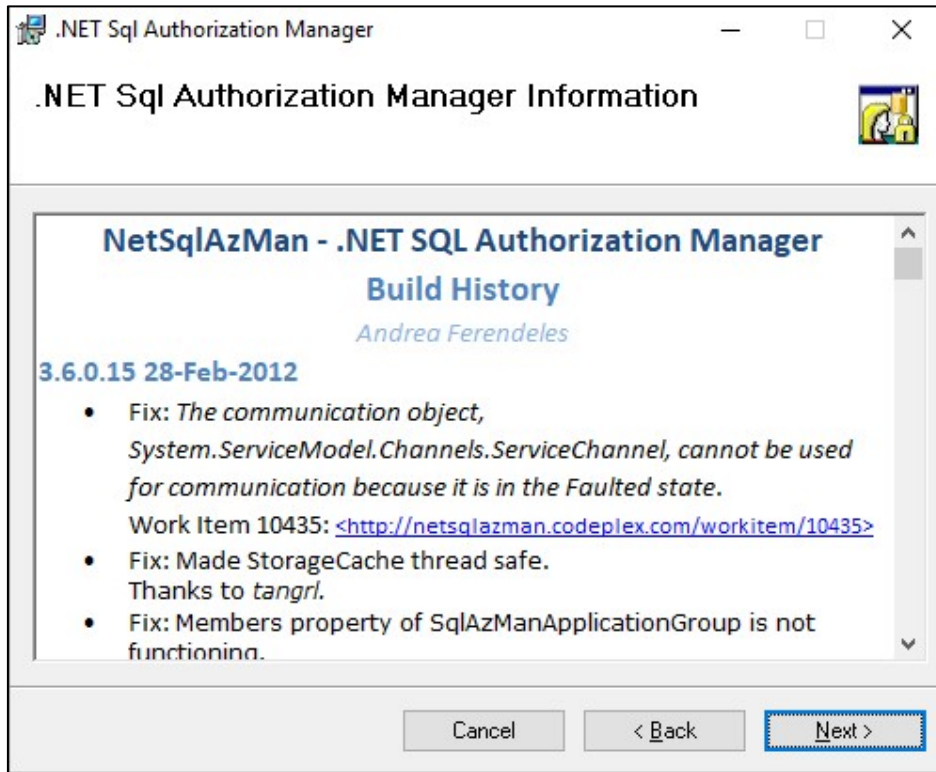 .NET Sql Authorization Manager
.NET Sql Authorization Manager Information
NetSqlAzMan - .NET SQL Authorization Manager
Build History
Andrea Ferendeles
3.6.0.15 28-Feb-2012
• Fix: The communication object,
System.ServiceModel.Channels.ServiceChannel, cannot be used
for communication because it is in the Faulted state.
Work Item 10435: <http://netsqlazman.codeplex.com/workitem/10435>
• Fix: Made StorageCache thread safe.
Thanks to tangrl.
• Fix: Members property of SqlAzManApplicationGroup is not
functioning.
Cancel
< Back
Next >